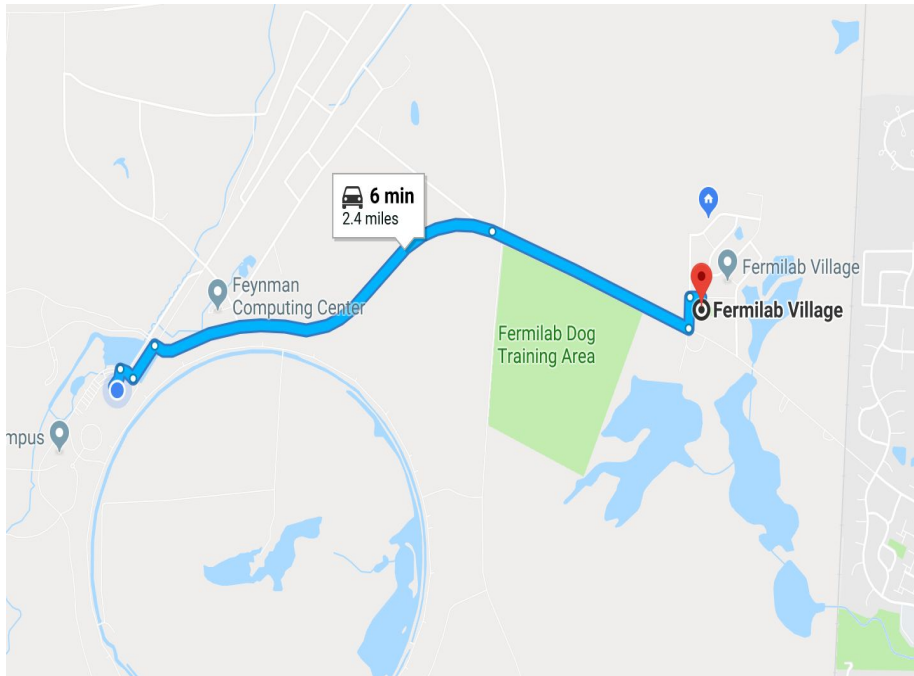 6 min
2.4 miles
Fermilab Village
Feynman
Computing Center
Fermilab Village
Fermilab Dog
Training Area
mpus